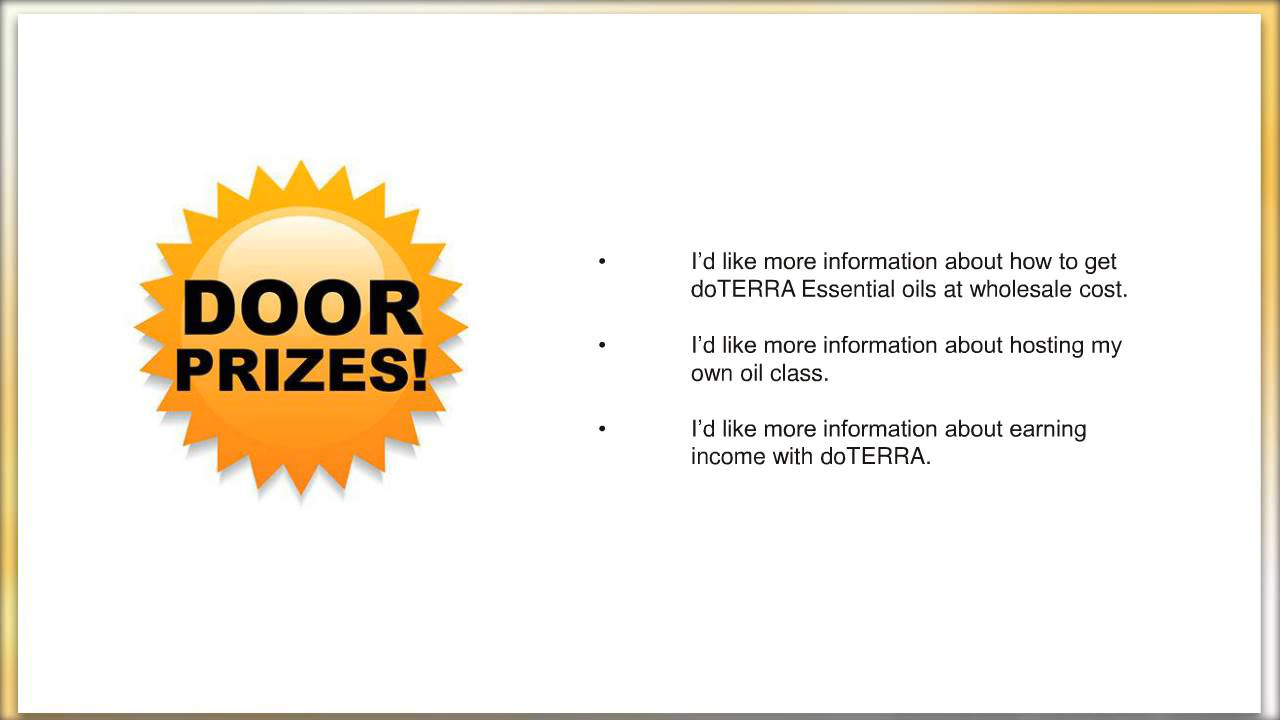 DOOR
PRIZES!
• I’d like more information about how to get
doTERRA Essential oils at wholesale cost.
• I’d like more information about hosting my
own oil class.
• I’d like more information about earning
income with doTERRA.